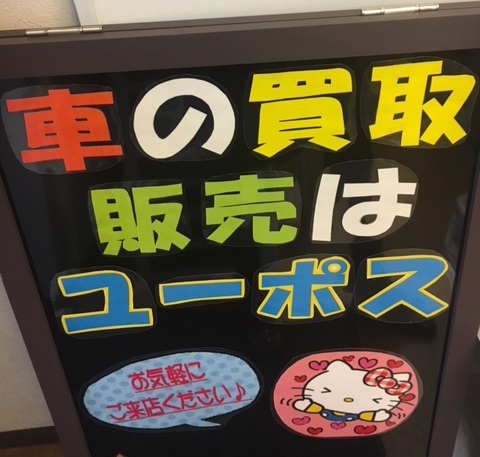 車の買取
販売は
ユーポス
お気軽に
ご来店ください♪